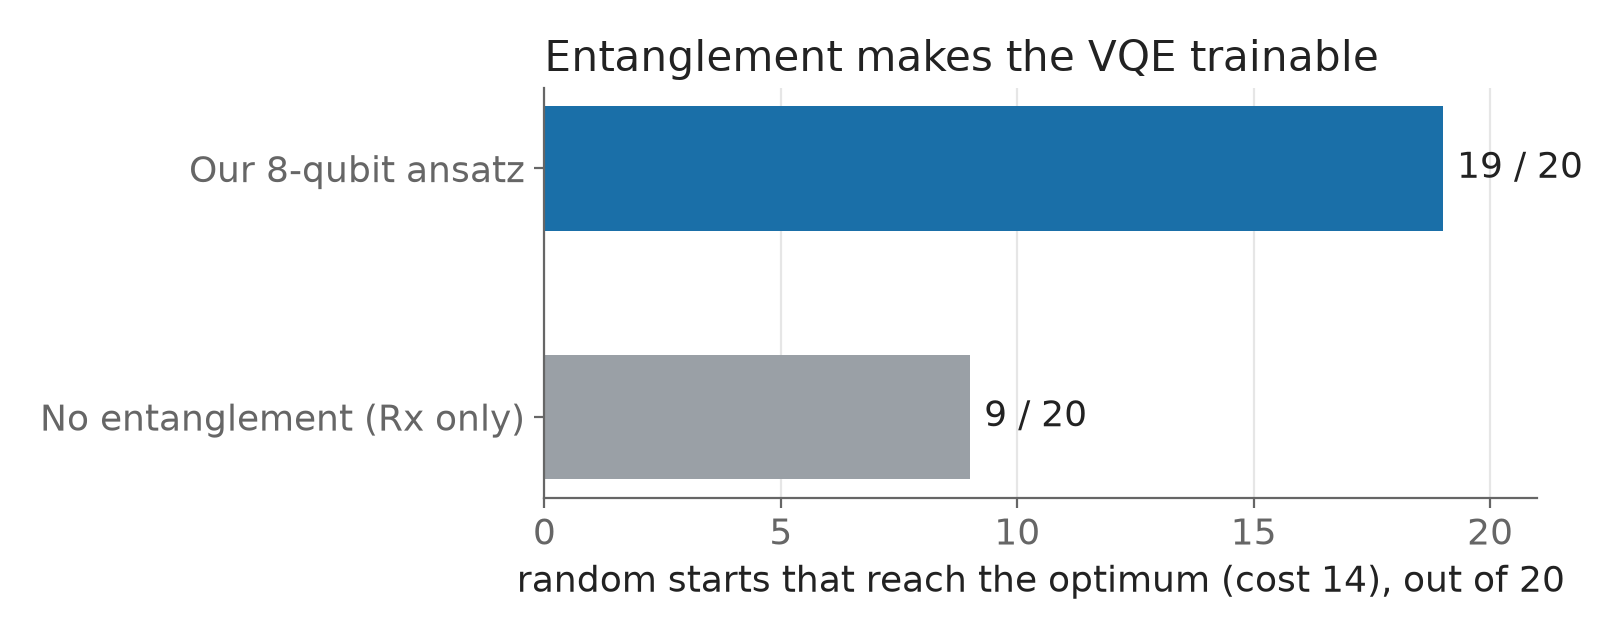 Entanglement makes the VQE trainable
Our 8-qubit ansatz
19 / 20
No entanglement (Rx only)
9 / 20
0 5 10 15 20
random starts that reach the optimum (cost 14), out of 20